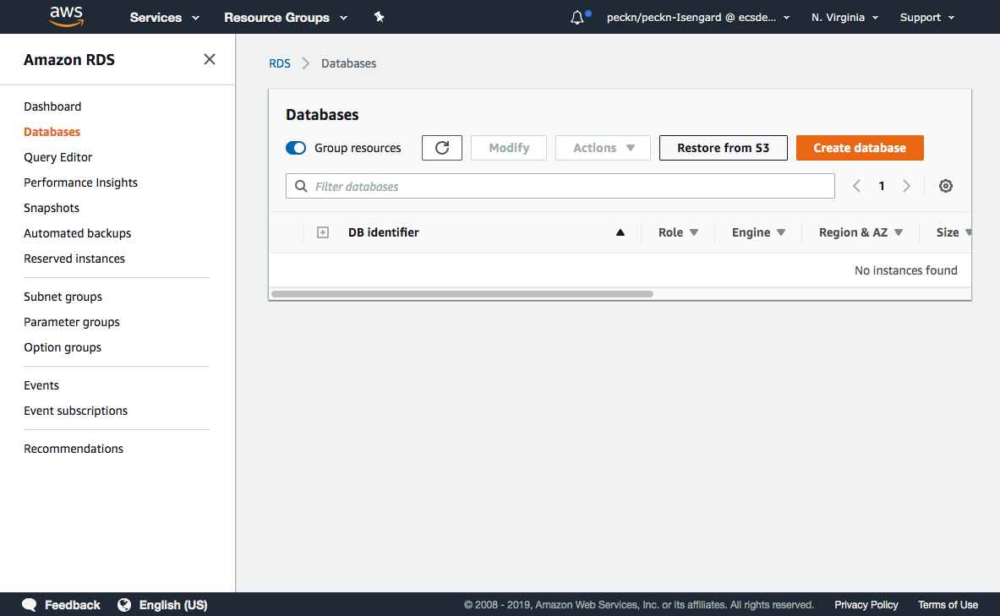 aws Services Resource Groups peckn/peckn-Isengard @ ecsde... N. Virginia Support
Amazon RDS
Dashboard
Databases
Query Editor
Performance Insights
Snapshots
Automated backups
Reserved instances
Subnet groups
Parameter groups
Option groups
Events
Event subscriptions
Recommendations
RDS Databases
Databases
Group resources Modify Actions Restore from S3 Create database
Filter databases 1
DB identifier Role Engine Region & AZ Size
No instances found
Feedback English (US) © 2008 - 2019, Amazon Web Services, Inc. or its affiliates. All rights reserved. Privacy Policy Terms of Use